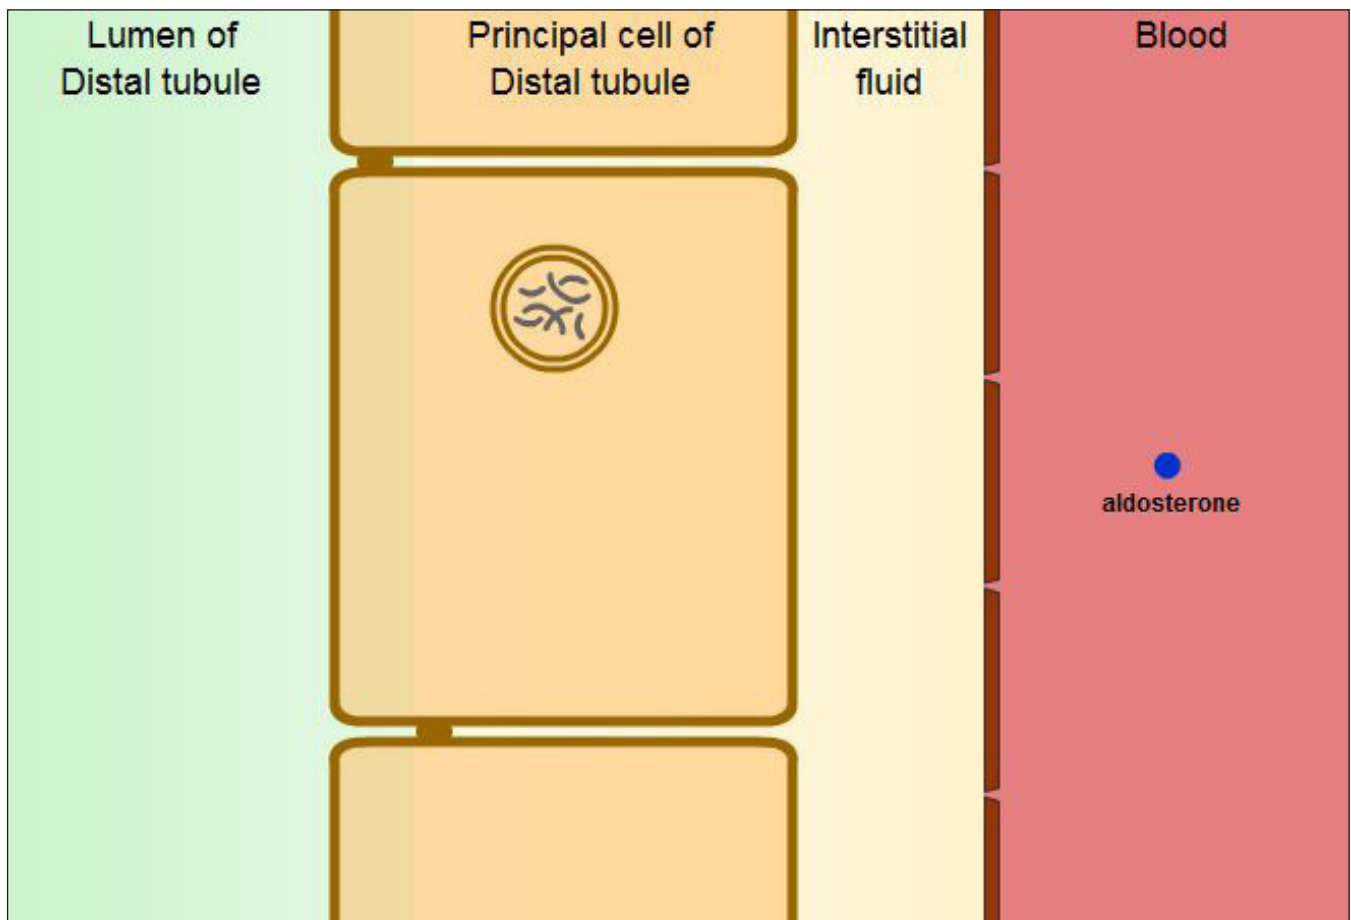 Lumen of
Distal tubule
Principal cell of
Distal tubule
Interstitial
fluid
Blood
aldosterone